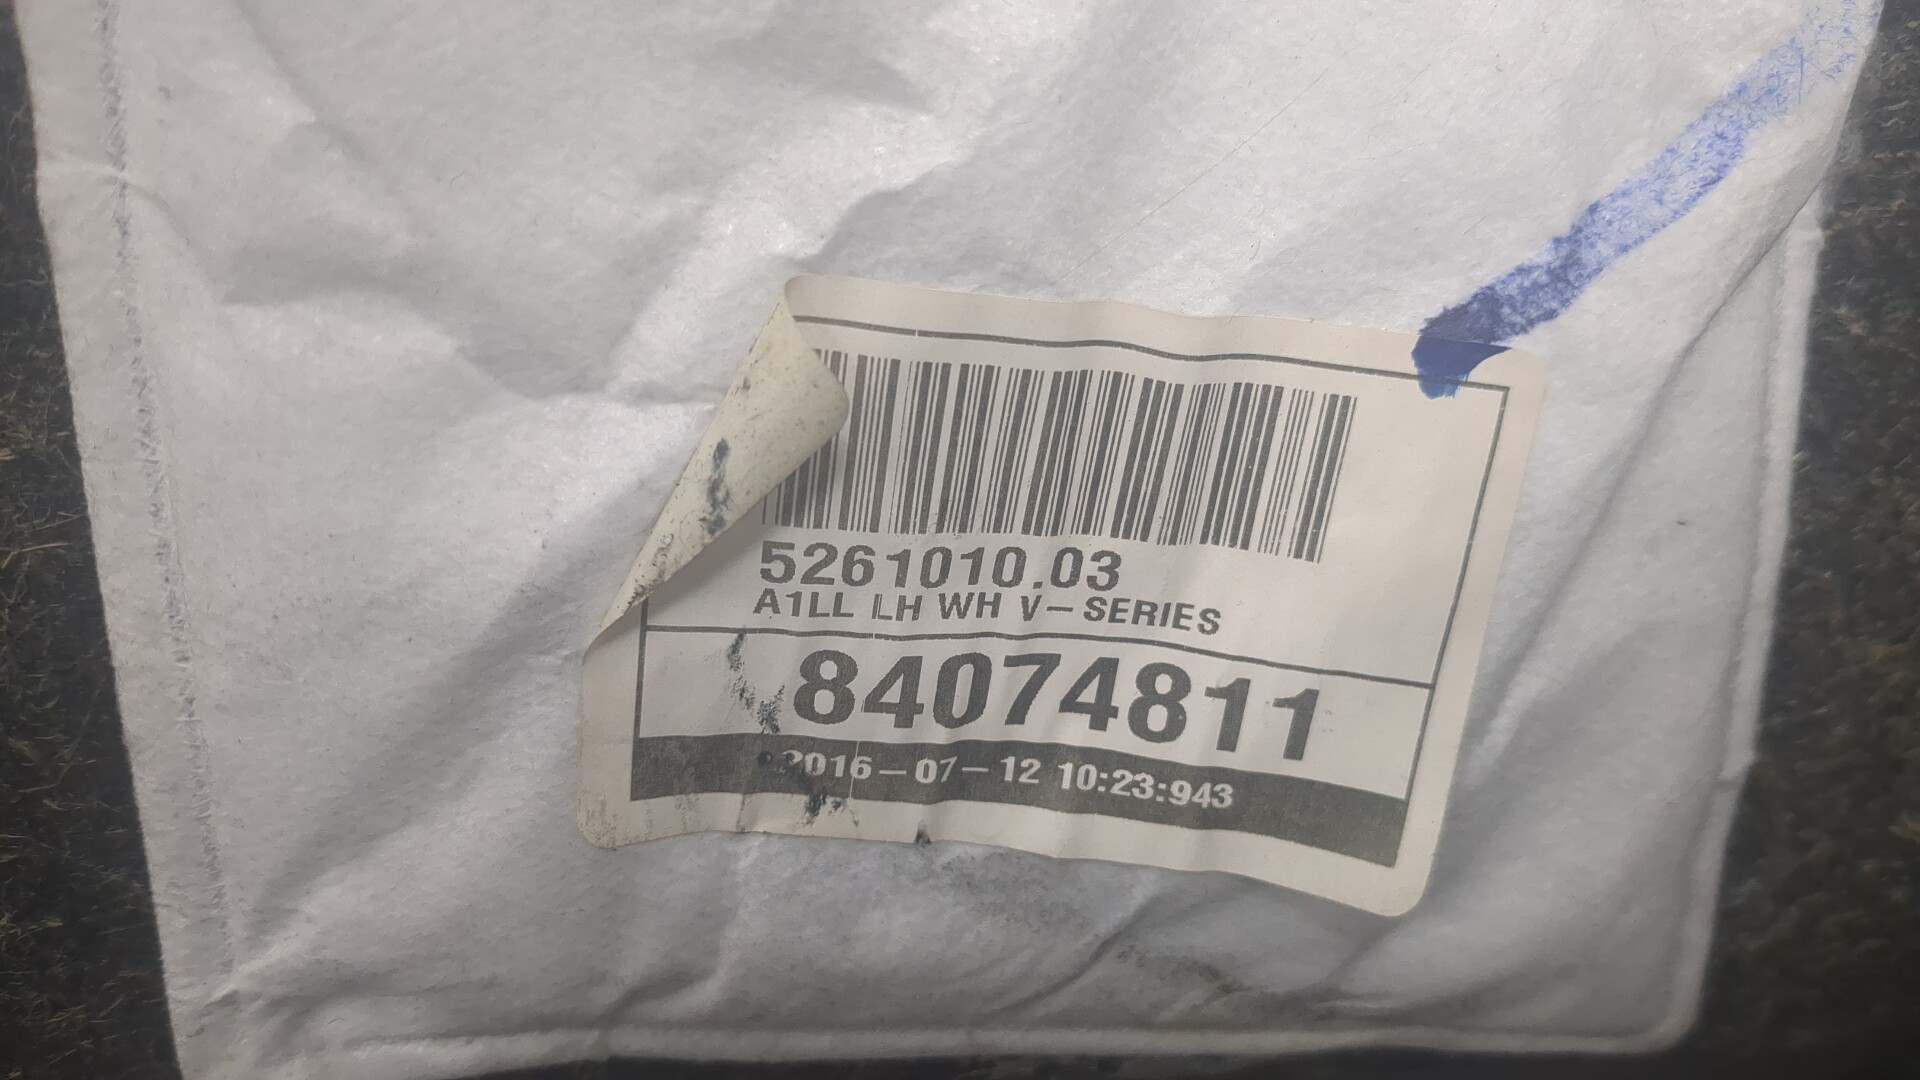 5261010.03
A1LL LH WH V-SERIES
84074811
2016-07-12 10:23:943